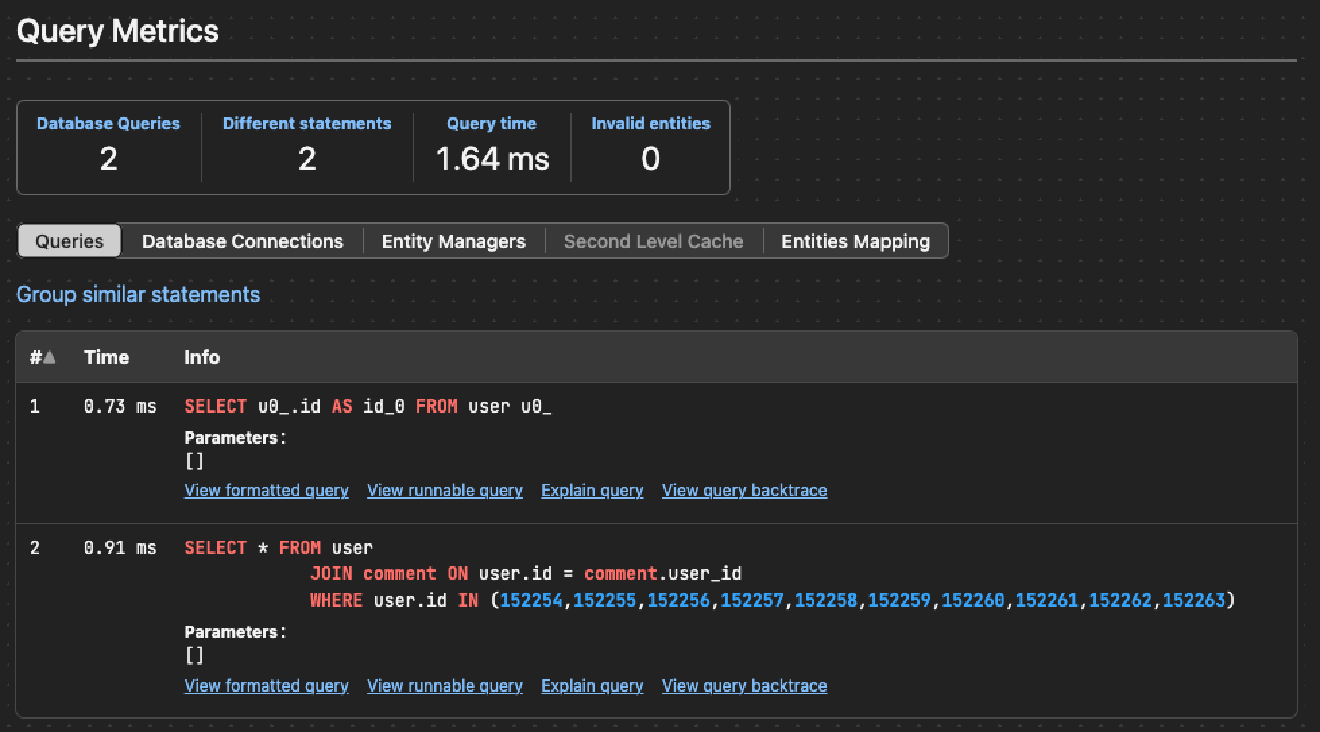 Query Metrics
Database Queries Different statements Query time Invalid entities
2 2 1.64 ms 0
Queries Database Connections Entity Managers Second Level Cache Entities Mapping
Group similar statements
#▲ Time Info
1 0.73 ms SELECT u0_.id AS id_0 FROM user u0_
Parameters:
[]
View formatted query View runnable query Explain query View query backtrace
2 0.91 ms SELECT * FROM user
JOIN comment ON user.id = comment.user_id
WHERE user.id IN (152254,152255,152256,152257,152258,152259,152260,152261,152262,152263)
Parameters:
[]
View formatted query View runnable query Explain query View query backtrace